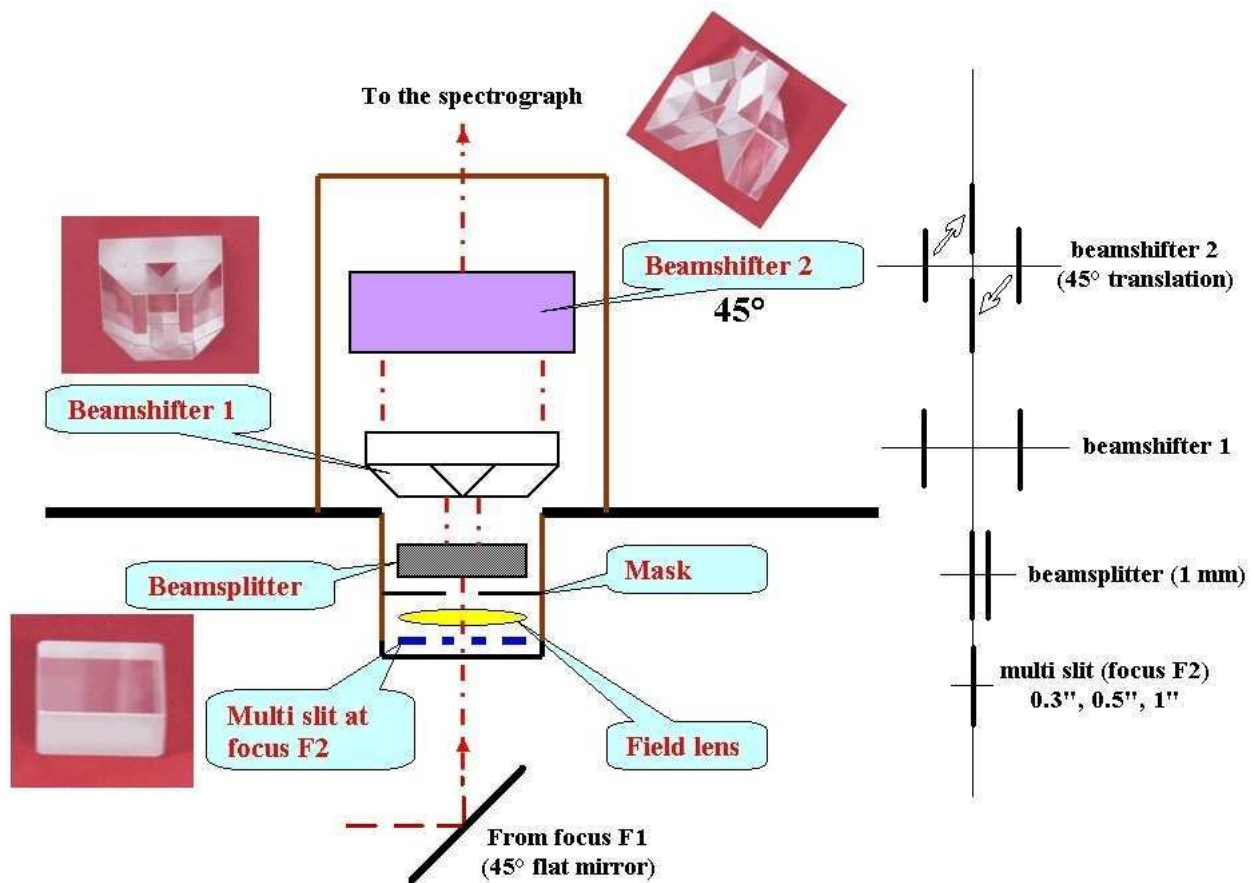 To the spectrograph
Beamshifter 2
45°
beamshifter 2
(45° translation)
Beamshifter 1
beamshifter 1
Beamsplitter
Mask
beamsplitter (1 mm)
Multi slit at
focus F2
Field lens
multi slit (focus F2)
0.3", 0.5", 1"
From focus F1
(45° flat mirror)